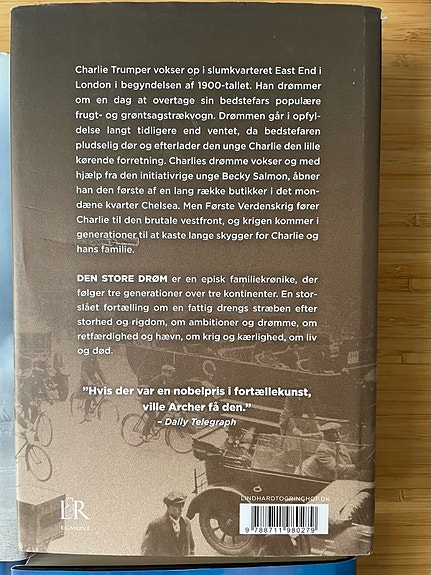 Charlie Trumper vokser op i slumkvarteret East End i
London i begyndelsen af 1900-tallet. Han drømmer
om en dag at overtage sin bedstefars populære
frugt- og grøntsagstrækvogn. Drømmen går i opfyl-
delse langt tidligere end ventet, da bedstefaren
pludselig dør og efterlader den unge Charlie den lille
kørende forretning. Charlies drømme vokser og med
hjælp fra den initiativrige unge Becky Salmon, åbner
han den første af en lang række butikker i det mon-
dæne kvarter Chelsea. Men Første Verdenskrig fører
Charlie til den brutale vestfront, og krigen kommer i
generationer til at kaste lange skygger for Charlie og
hans familie.
DEN STORE DRØM er en episk familiekrønike, der
følger tre generationer over tre kontinenter. En stor-
slået fortælling om en fattig drengs stræben efter
storhed og rigdom, om ambitioner og drømme, om
retfærdighed og hævn, om krig og kærlighed, om liv
og død.
"Hvis der var en nobelpris i fortællekunst,
ville Archer få den."
– Daily Telegraph
L&R
EGMONT
LINDHARDTOGRINGHOF.DK
9 788711 980279